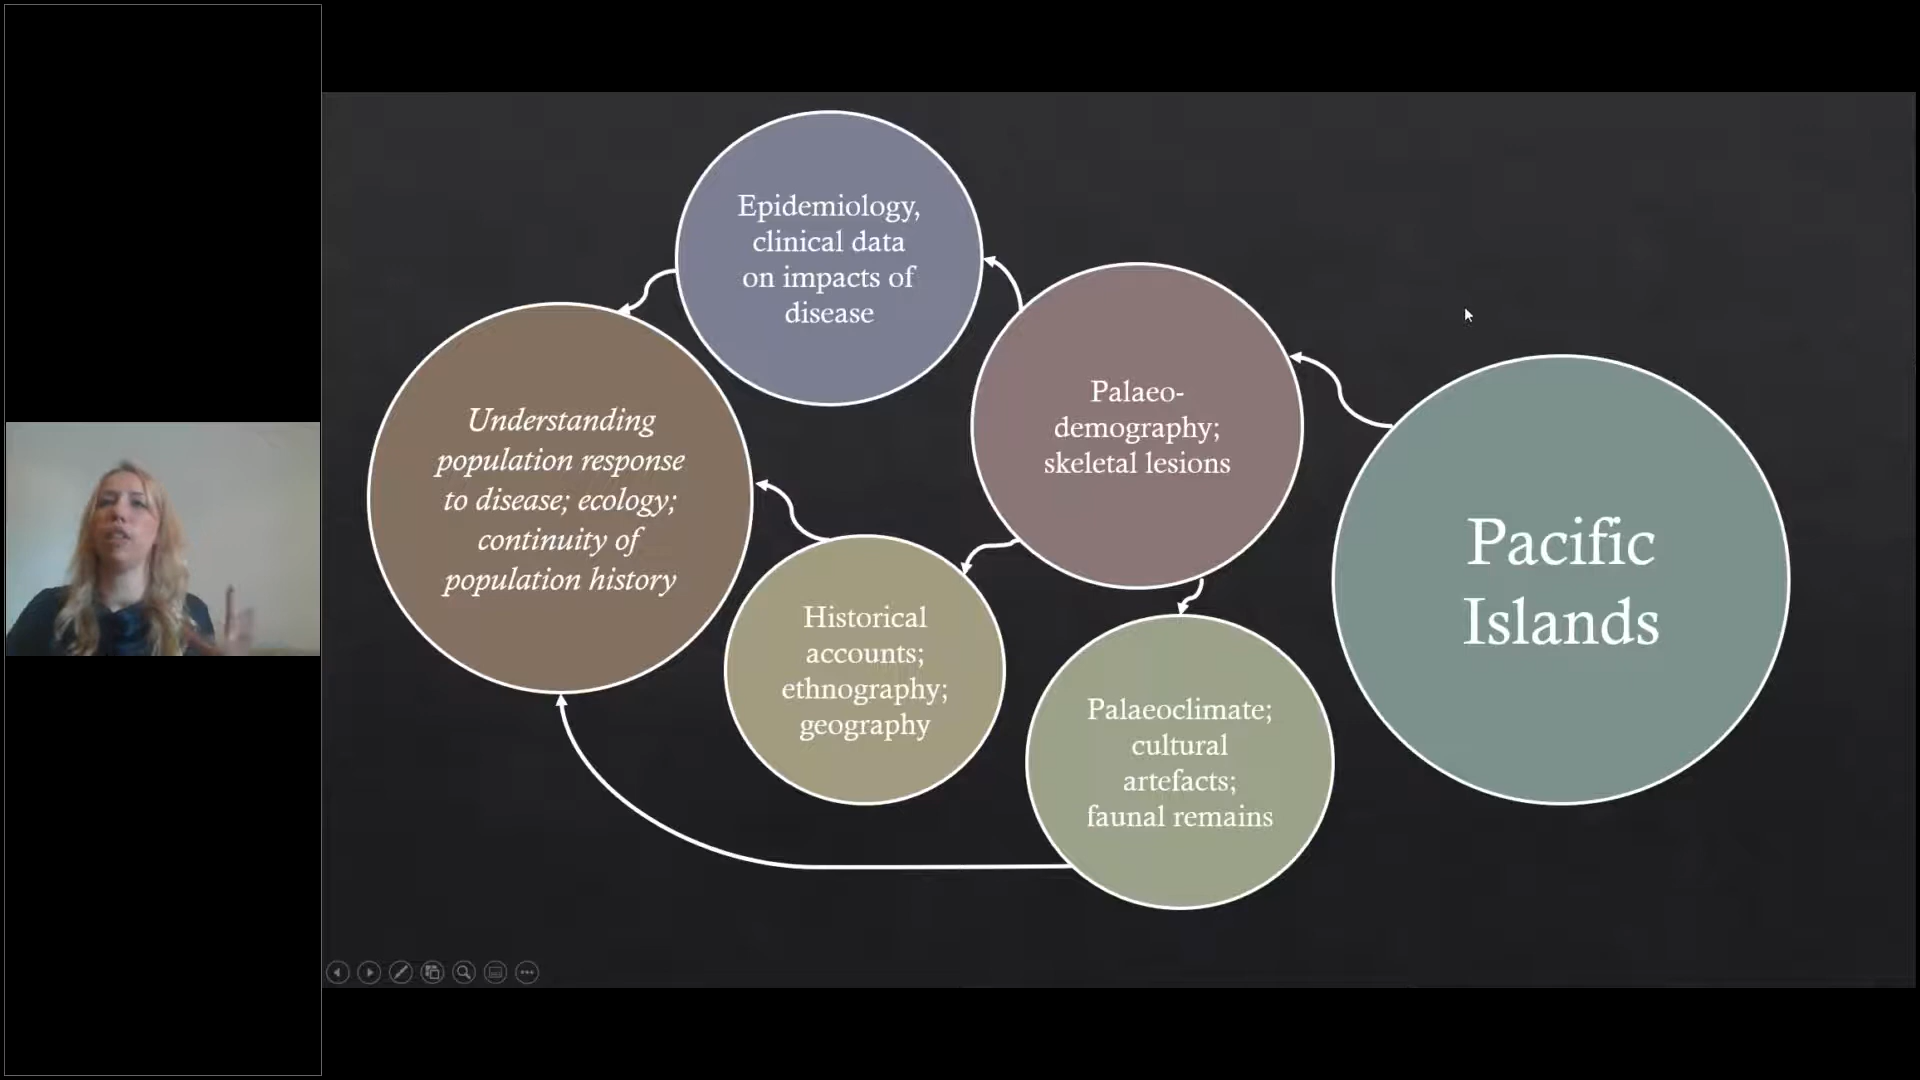 Epidemiology,
clinical data
on impacts of
disease
Palaeo-
demography;
skeletal lesions
Understanding
population response
to disease; ecology;
continuity of
population history
Pacific
Islands
Historical
accounts;
ethnography;
geography
Palaeoclimate;
cultural
artefacts;
faunal remains